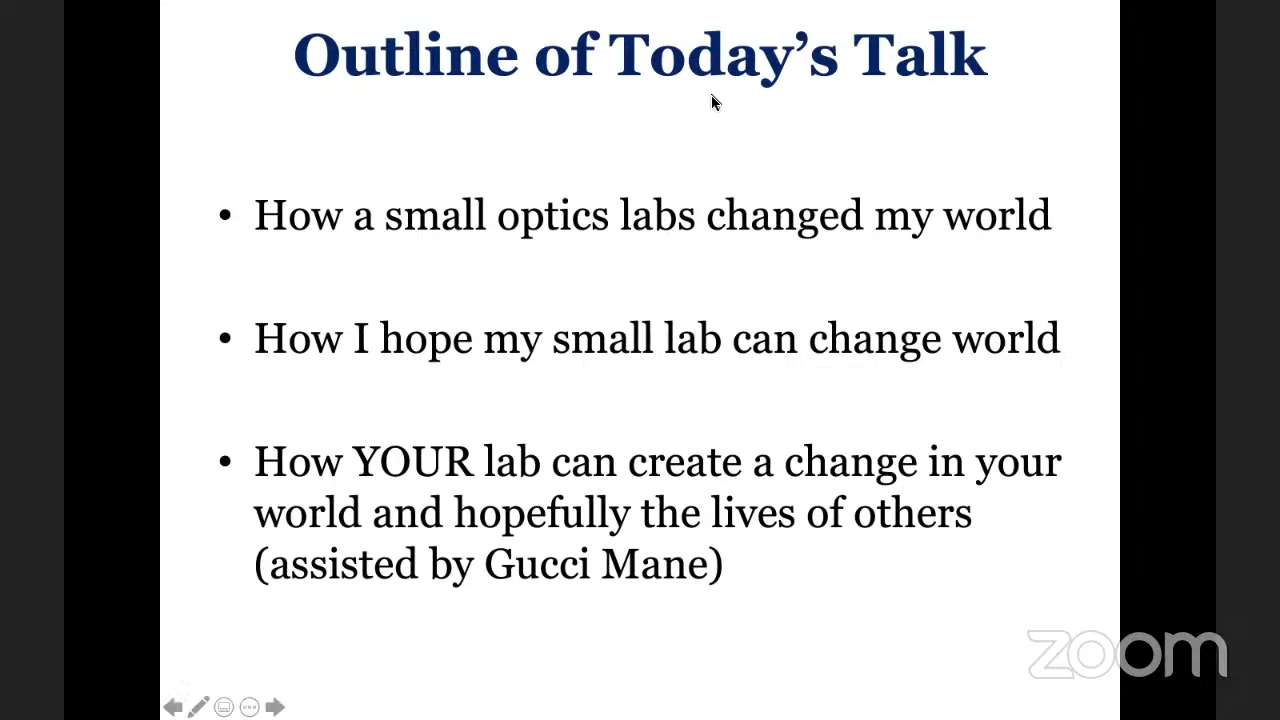 Outline of Today’s Talk
• How a small optics labs changed my world
• How I hope my small lab can change world
• How YOUR lab can create a change in your
world and hopefully the lives of others
(assisted by Gucci Mane)
zoom